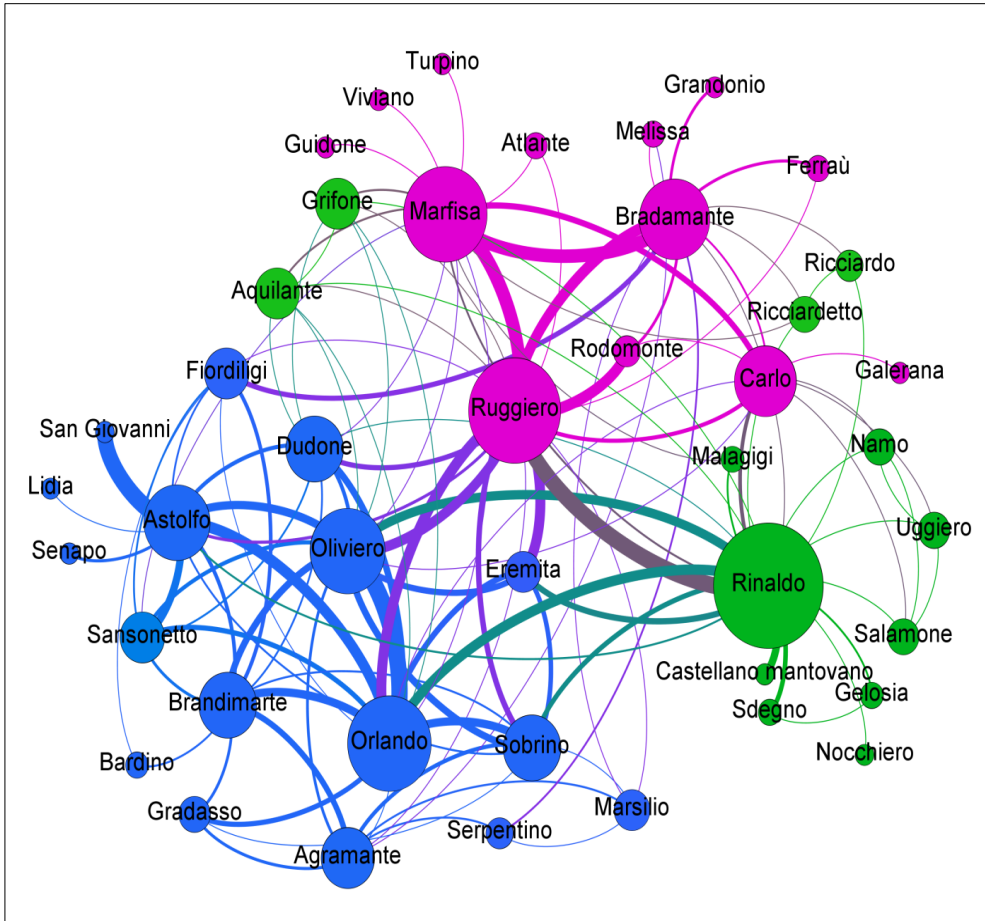 Turpino
Grandonio
Viviano
Melissa
Guidone
Atlante
Ferraù
Grifone
Marfisa
Bradamante
Ricciardo
Aquilante
Ricciardetto
Rodomonte
Fiordiligi
Carlo
Galerana
Ruggiero
San Giovanni
Dudone
Namo
Malagigi
Lidia
Astolfo
Uggiero
Senapo
Oliviero
Eremita
Rinaldo
Sansonetto
Salamone
Castellano mantovano
Brandimarte
Gelosia
Sdegno
Orlando
Sobrino
Bardino
Nocchiero
Gradasso
Marsilio
Serpentino
Agramante